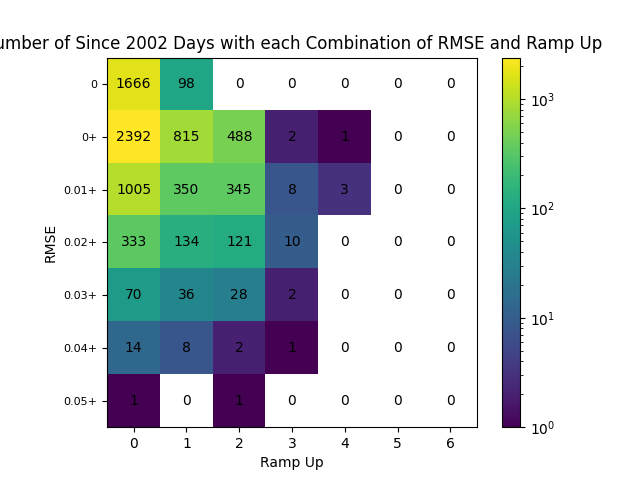 umber of Since 2002 Days with each Combination of RMSE and Ramp Up
0 1666 98 0 0 0 0 0
0+ 2392 815 488 2 1 0 0
0.01+ 1005 350 345 8 3 0 0
0.02+ 333 134 121 10 0 0 0
0.03+ 70 36 28 2 0 0 0
0.04+ 14 8 2 1 0 0 0
0.05+ 1 0 1 0 0 0 0
0 1 2 3 4 5 6
Ramp Up
RMSE
10³
10²
10¹
10⁰